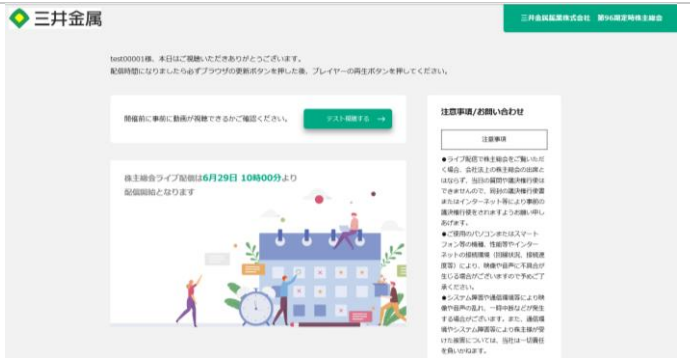 三井金属
三井金属鉱業株式会社 第96期定時株主総会
test00001様、本日はご視聴いただきありがとうございます。
配信時間になりましたら必ずブラウザの更新ボタンを押した後、プレイヤーの再生ボタンを押してください。
開催前に事前に動画が視聴できるかご確認ください。
テスト視聴する →
株主総会ライブ配信は6月29日 10時00分より
配信開始となります
注意事項/お問い合わせ
注意事項
●ライブ配信で株主総会をご覧いただ
く場合、会社法上の株主総会の出席と
はならず、当日の質問や議決権行使は
できませんので、同封の議決権行使書
またはインターネット等により事前の
議決権行使をされますようお願い申し
あげます。
●ご使用のパソコンまたはスマート
フォン等の機種、性能等やインター
ネットの接続環境（回線状況、接続速
度等）により、映像や音声に不具合が
生じる場合がございますので予めご了
承ください。
●システム障害や通信環境等により映
像や音声の乱れ、一時中断などが発生
する場合がございます。また、通信環
境やシステム障害等により株主様が受
けた被害については、当社は一切責任
を負いかねます。